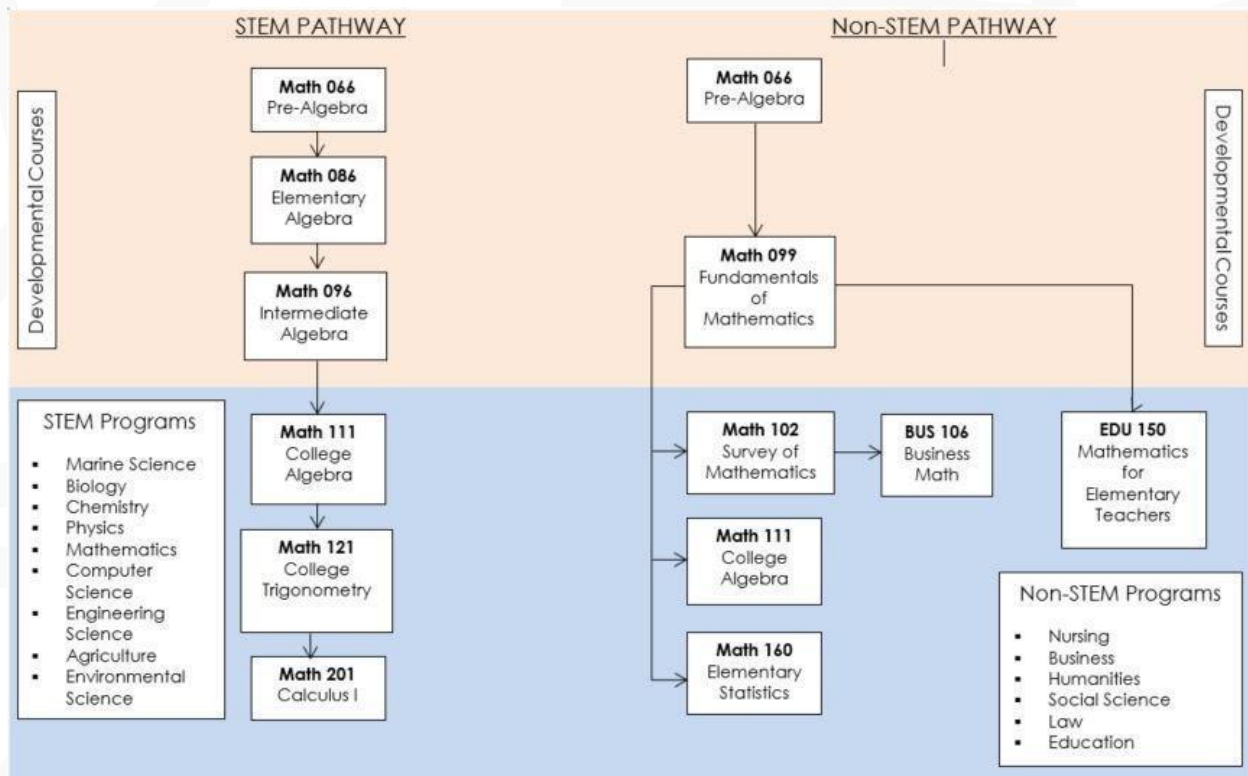 STEM PATHWAY
Math 066
Pre-Algebra
Math 086
Elementary
Algebra
Math 096
Intermediate
Algebra
Developmental Courses
STEM Programs
▪ Marine Science
▪ Biology
▪ Chemistry
▪ Physics
▪ Mathematics
▪ Computer
Science
▪ Engineering
Science
▪ Agriculture
▪ Environmental
Science
Math 111
College
Algebra
Math 121
College
Trigonometry
Math 201
Calculus I
Non-STEM PATHWAY
Math 066
Pre-Algebra
Math 099
Fundamentals
of
Mathematics
Developmental Courses
Math 102
Survey of
Mathematics
BUS 106
Business
Math
EDU 150
Mathematics
for
Elementary
Teachers
Math 111
College
Algebra
Math 160
Elementary
Statistics
Non-STEM Programs
▪ Nursing
▪ Business
▪ Humanities
▪ Social Science
▪ Law
▪ Education